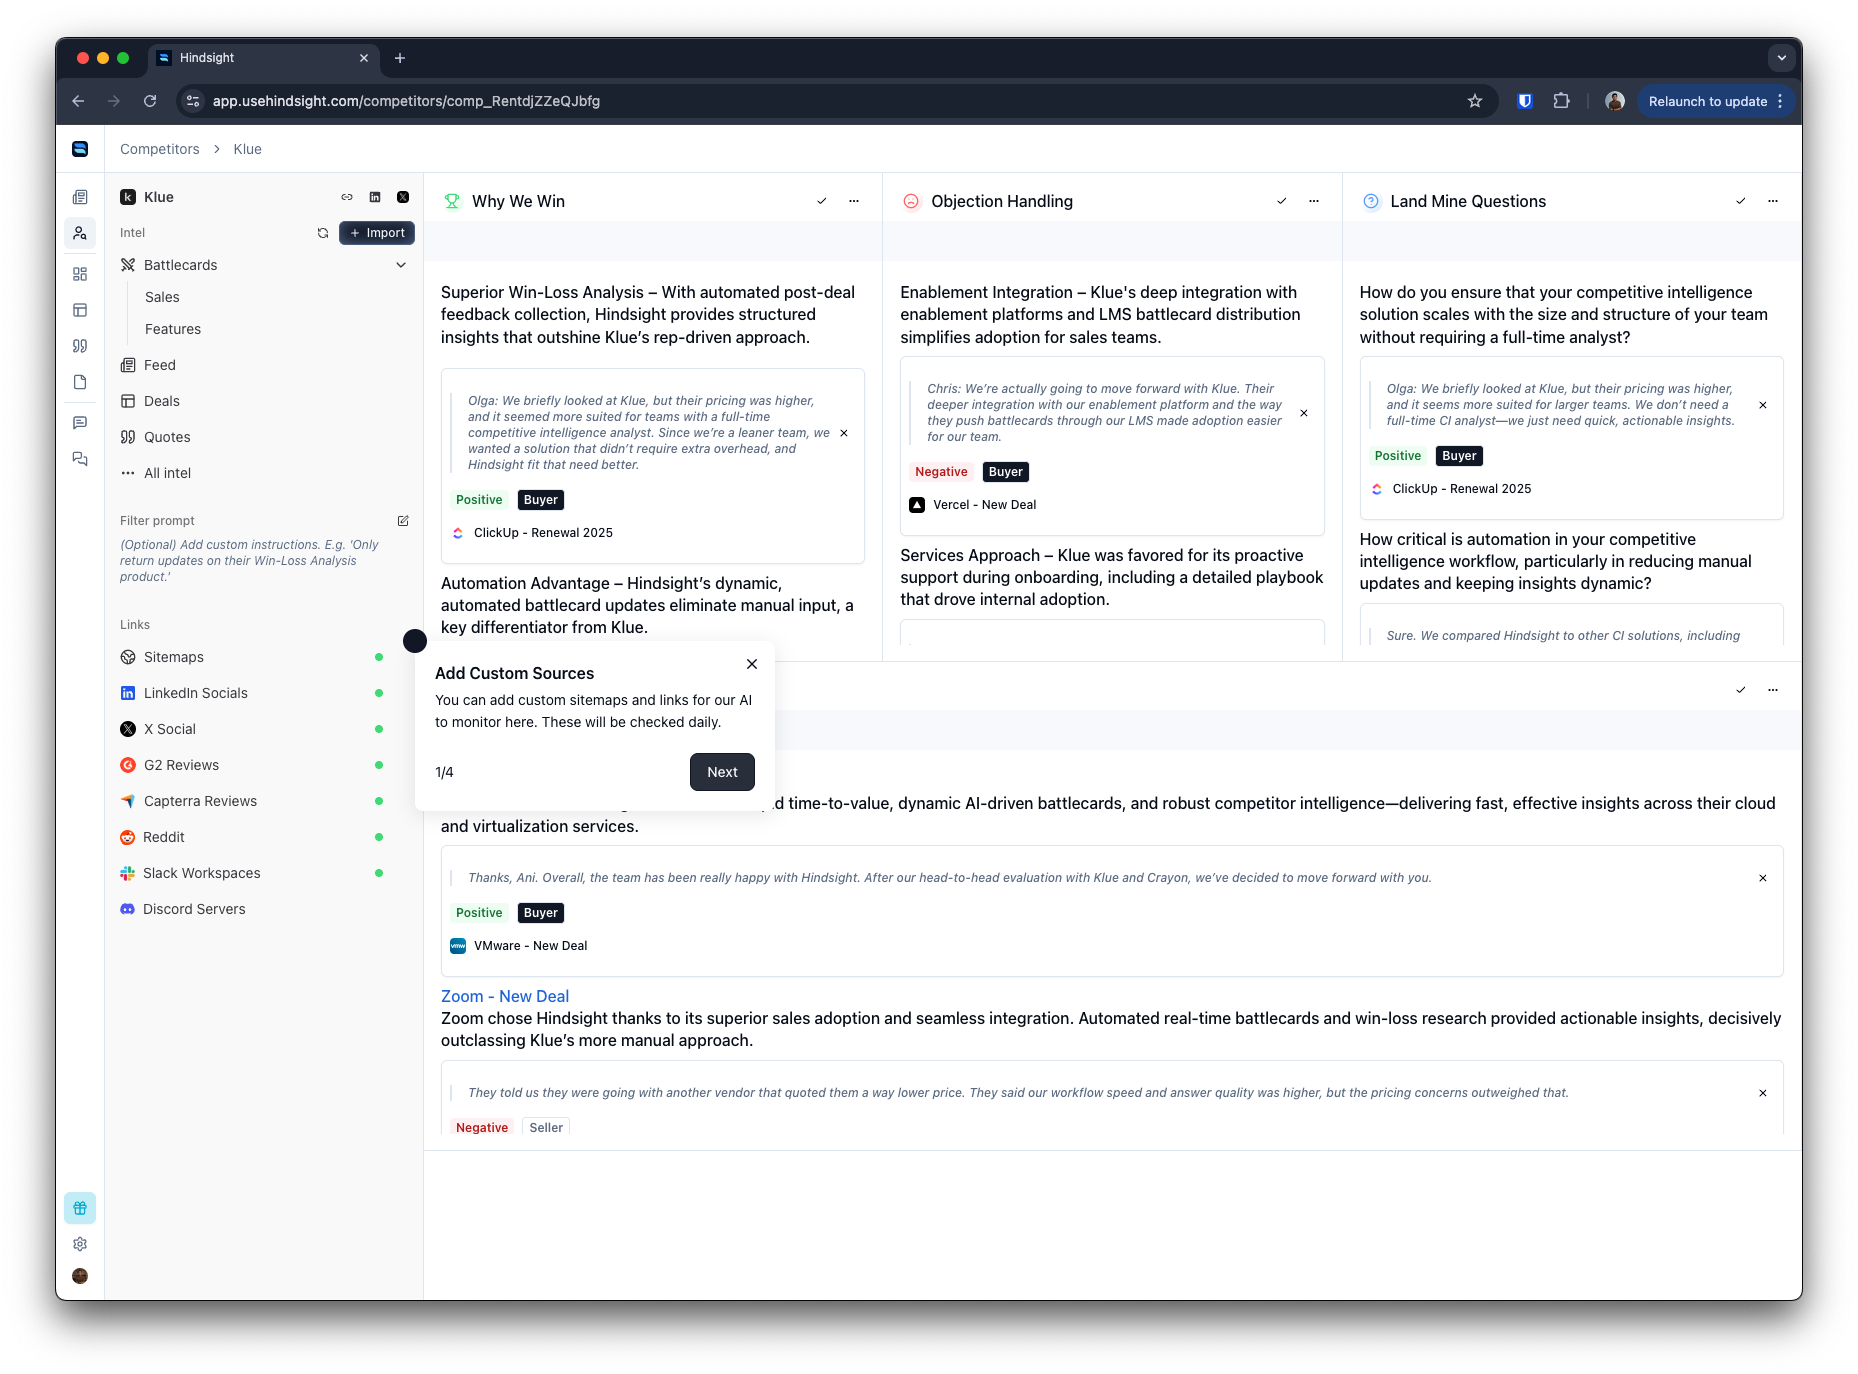 Hindsight
app.usehindsight.com/competitors/comp_RentdjZZeQJbfg
Relaunch to update
Competitors
Klue
k
Klue
Intel
Import
Battlecards
Sales
Features
Feed
Deals
Quotes
All intel
Filter prompt
(Optional) Add custom instructions. E.g. 'Only
return updates on their Win-Loss Analysis
product.'
Links
Sitemaps
LinkedIn Socials
X Social
G2 Reviews
Capterra Reviews
Reddit
Slack Workspaces
Discord Servers
Why We Win
Superior Win-Loss Analysis – With automated post-deal
feedback collection, Hindsight provides structured
insights that outshine Klue’s rep-driven approach.
Olga: We briefly looked at Klue, but their pricing was higher,
and it seemed more suited for teams with a full-time
competitive intelligence analyst. Since we’re a leaner team, we
wanted a solution that didn’t require extra overhead, and
Hindsight fit that need better.
Positive
Buyer
ClickUp - Renewal 2025
Automation Advantage – Hindsight’s dynamic,
automated battlecard updates eliminate manual input, a
key differentiator from Klue.
Objection Handling
Enablement Integration – Klue's deep integration with
enablement platforms and LMS battlecard distribution
simplifies adoption for sales teams.
Chris: We’re actually going to move forward with Klue. Their
deeper integration with our enablement platform and the way
they push battlecards through our LMS made adoption easier
for our team.
Negative
Buyer
Vercel - New Deal
Services Approach – Klue was favored for its proactive
support during onboarding, including a detailed playbook
that drove internal adoption.
Land Mine Questions
How do you ensure that your competitive intelligence
solution scales with the size and structure of your team
without requiring a full-time analyst?
Olga: We briefly looked at Klue, but their pricing was higher,
and it seems more suited for larger teams. We don’t need a
full-time CI analyst—we just need quick, actionable insights.
Positive
Buyer
ClickUp - Renewal 2025
How critical is automation in your competitive
intelligence workflow, particularly in reducing manual
updates and keeping insights dynamic?
Sure. We compared Hindsight to other CI solutions, including
Add Custom Sources
You can add custom sitemaps and links for our AI
to monitor here. These will be checked daily.
1/4
Next
time-to-value, dynamic AI-driven battlecards, and robust competitor intelligence—delivering fast, effective insights across their cloud
and virtualization services.
Thanks, Ani. Overall, the team has been really happy with Hindsight. After our head-to-head evaluation with Klue and Crayon, we’ve decided to move forward with you.
Positive
Buyer
vmw
VMware - New Deal
Zoom - New Deal
Zoom chose Hindsight thanks to its superior sales adoption and seamless integration. Automated real-time battlecards and win-loss research provided actionable insights, decisively
outclassing Klue’s more manual approach.
They told us they were going with another vendor that quoted them a way lower price. They said our workflow speed and answer quality was higher, but the pricing concerns outweighed that.
Negative
Seller